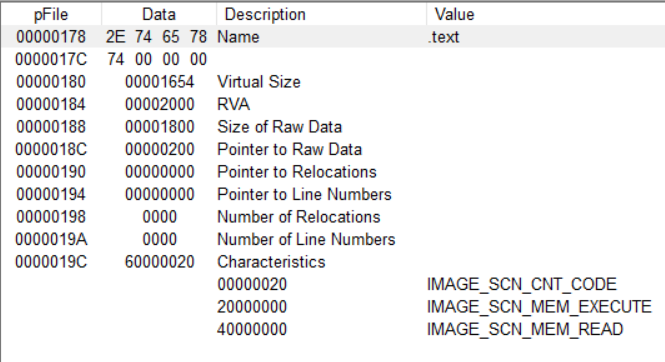 pFile Data Description Value
00000178 2E 74 65 78 Name .text
0000017C 74 00 00 00
00000180 00001654 Virtual Size
00000184 00002000 RVA
00000188 00001800 Size of Raw Data
0000018C 00000200 Pointer to Raw Data
00000190 00000000 Pointer to Relocations
00000194 00000000 Pointer to Line Numbers
00000198 0000 Number of Relocations
0000019A 0000 Number of Line Numbers
0000019C 60000020 Characteristics
00000020 IMAGE_SCN_CNT_CODE
20000000 IMAGE_SCN_MEM_EXECUTE
40000000 IMAGE_SCN_MEM_READ